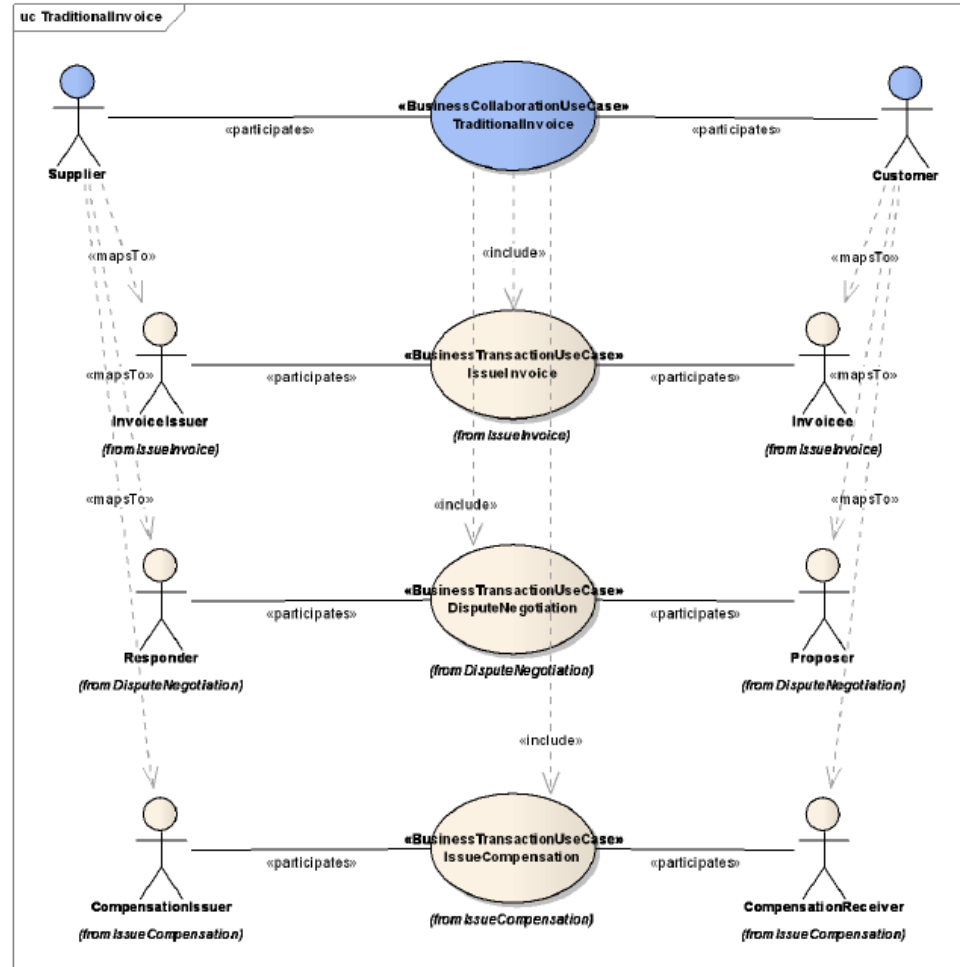 uc TraditionalInvoice
«BusinessCollaborationUseCase»
TraditionalInvoice
«participates»
«participates»
Supplier
Customer
«mapsTo»
«include»
«mapsTo»
«BusinessTransactionUseCase»
IssueInvoice
«participates»
«participates»
«mapsTo»
«mapsTo»
InvoiceIssuer
Invoicee
(from IssueInvoice)
(from IssueInvoice)
(from IssueInvoice)
«mapsTo»
«include»
«mapsTo»
«BusinessTransactionUseCase»
DisputeNegotiation
«participates»
«participates»
Responder
Proposer
(from DisputeNegotiation)
(from DisputeNegotiation)
(from DisputeNegotiation)
«include»
«BusinessTransactionUseCase»
IssueCompensation
«participates»
«participates»
CompensationIssuer
CompensationReceiver
(from IssueCompensation)
(from IssueCompensation)
(from IssueCompensation)